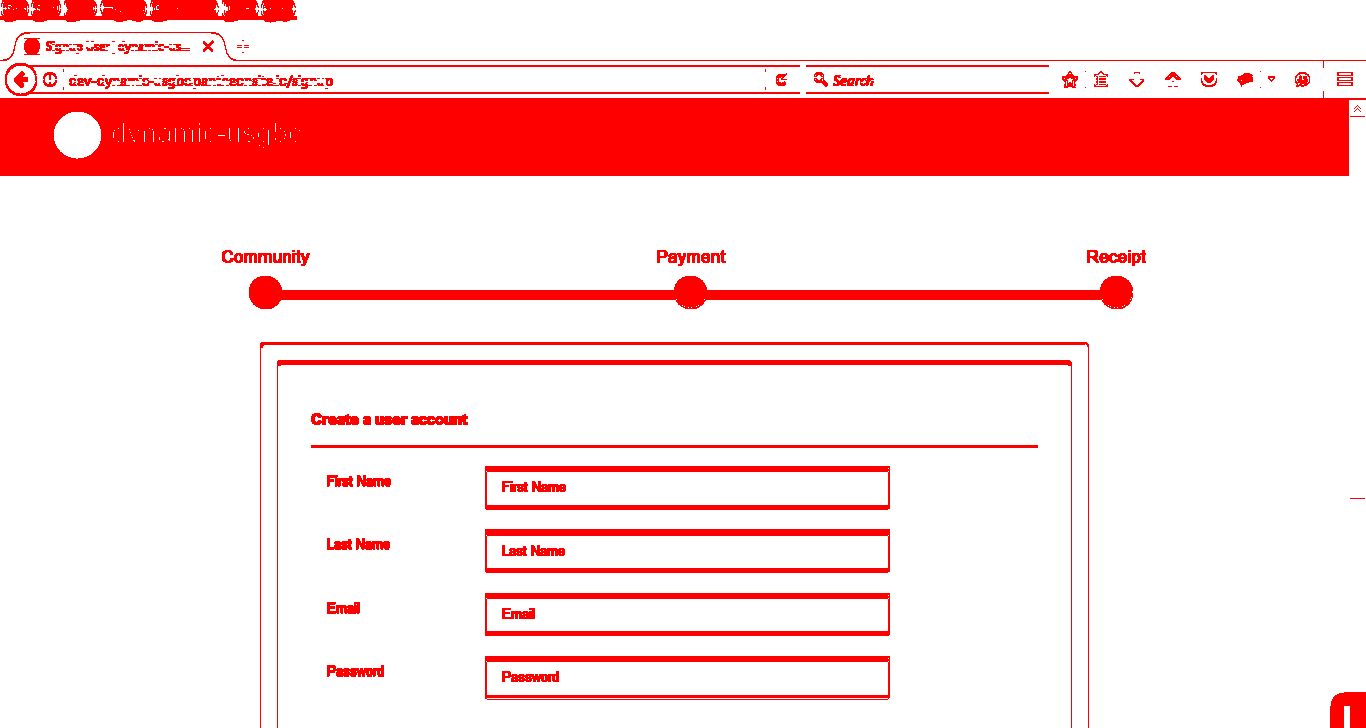 Signup User | dynamic-us...
dev-dynamic-usgbc.pantheonsite.io/signup
Search
dynamic-usgbc
Community
Payment
Receipt
Create a user account
First Name
First Name
Last Name
Last Name
Email
Email
Password
Password